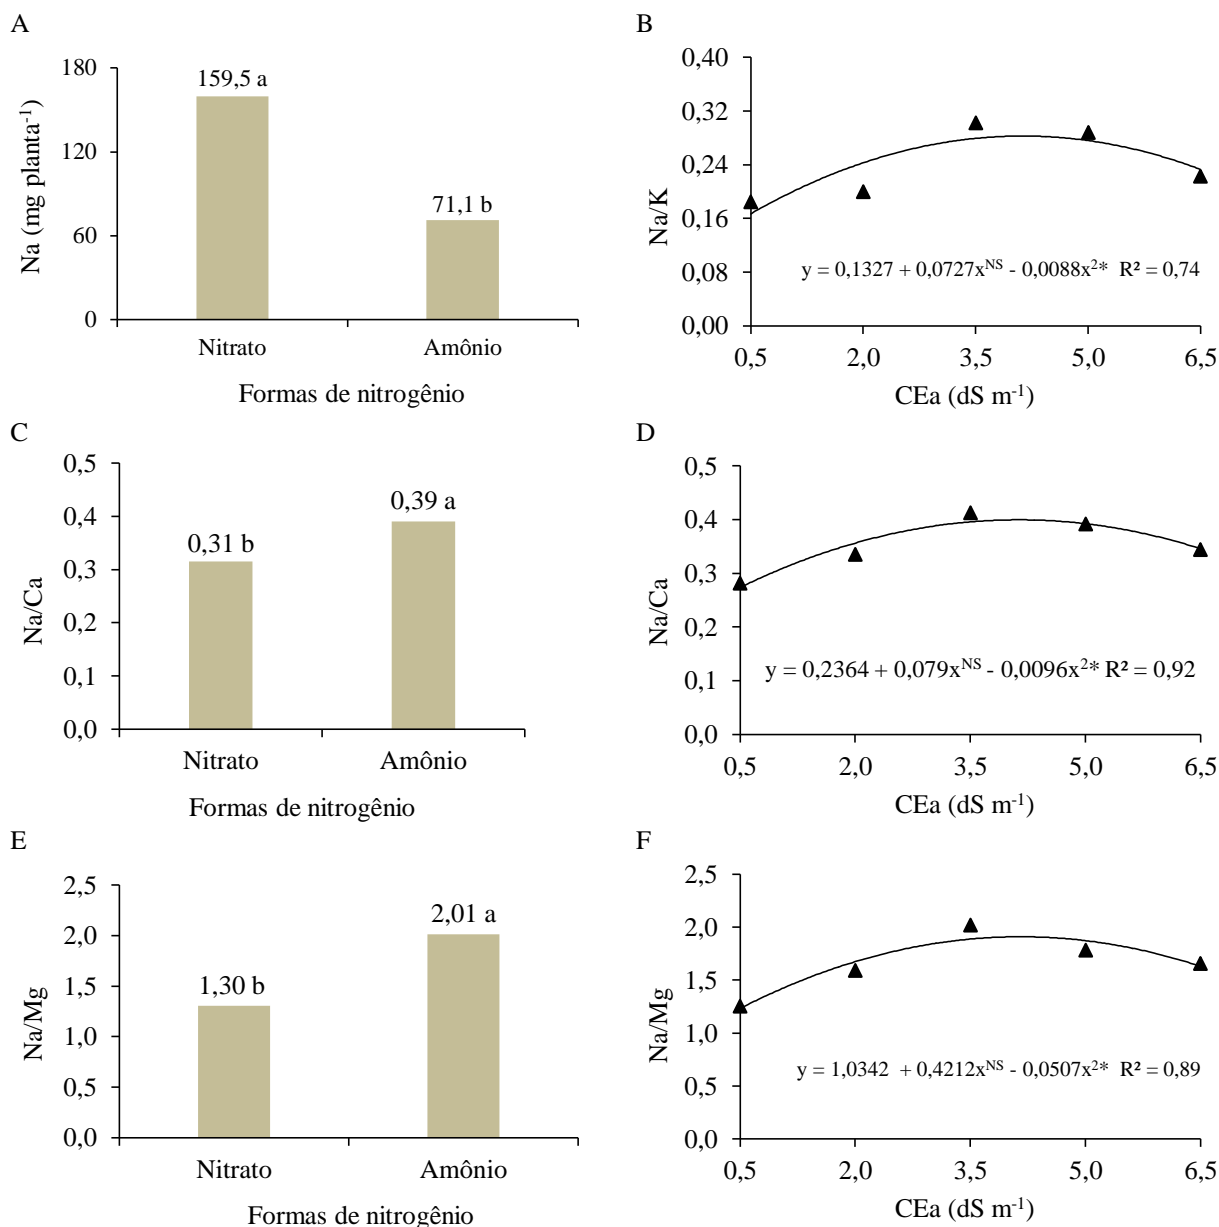 A
Na (mg planta⁻¹)
180
120
60
0
159,5 a
71,1 b
Nitrato
Amônio
Formas de nitrogênio
B
Na/K
0,40
0,32
0,24
0,16
0,08
0,00
y = 0,1327 + 0,0727xᴺˢ - 0,0088x²* R² = 0,74
0,5 2,0 3,5 5,0 6,5
CEa (dS m⁻¹)
C
Na/Ca
0,5
0,4
0,3
0,2
0,1
0,0
0,31 b
0,39 a
Nitrato
Amônio
Formas de nitrogênio
D
Na/Ca
0,5
0,4
0,3
0,2
0,1
0,0
y = 0,2364 + 0,079xᴺˢ - 0,0096x²* R² = 0,92
0,5 2,0 3,5 5,0 6,5
CEa (dS m⁻¹)
E
Na/Mg
2,5
2,0
1,5
1,0
0,5
0,0
1,30 b
2,01 a
Nitrato
Amônio
Formas de nitrogênio
F
Na/Mg
2,5
2,0
1,5
1,0
0,5
0,0
y = 1,0342 + 0,4212xᴺˢ - 0,0507x²* R² = 0,89
0,5 2,0 3,5 5,0 6,5
CEa (dS m⁻¹)